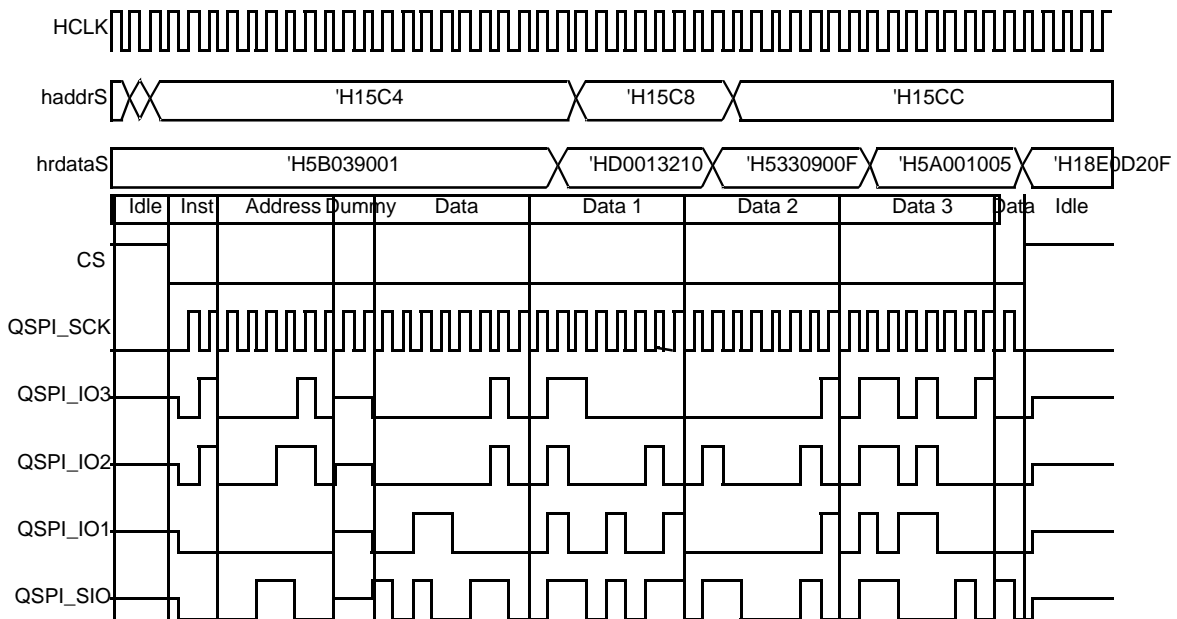 HCLK
haddrS 'H15C4 'H15C8 'H15CC
hrdataS 'H5B039001 'HD0013210 'H5330900F 'H5A001005 'H18E0D20F
Idle Inst Address Dummy Data Data 1 Data 2 Data 3 Data Idle
CS
QSPI_SCK
QSPI_IO3
QSPI_IO2
QSPI_IO1
QSPI_SIO